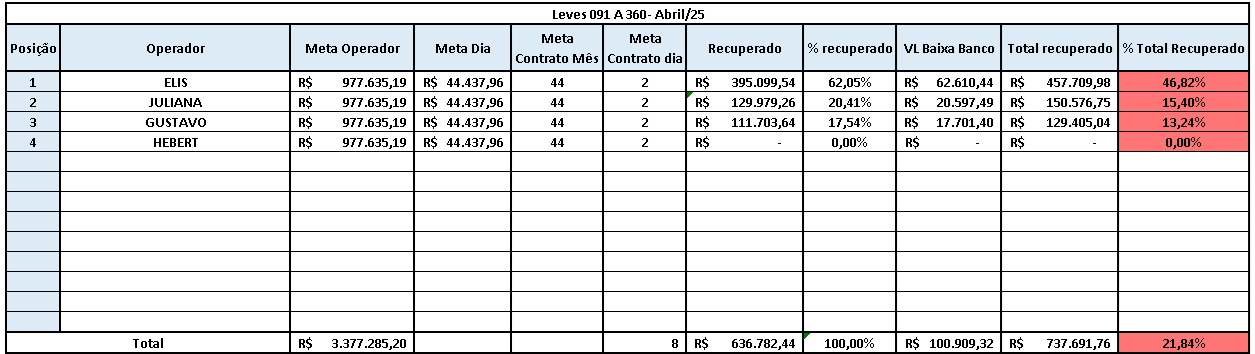 Leves 091 A 360- Abril/25
Posição Operador Meta Operador Meta Dia Meta Contrato Mês Meta Contrato dia Recuperado % recuperado VL Baixa Banco Total recuperado % Total Recuperado
1 ELIS R$ 977.635,19 R$ 44.437,96 44 2 R$ 395.099,54 62,05% R$ 62.610,44 R$ 457.709,98 46,82%
2 JULIANA R$ 977.635,19 R$ 44.437,96 44 2 R$ 129.979,26 20,41% R$ 20.597,49 R$ 150.576,75 15,40%
3 GUSTAVO R$ 977.635,19 R$ 44.437,96 44 2 R$ 111.703,64 17,54% R$ 17.701,40 R$ 129.405,04 13,24%
4 HEBERT R$ 977.635,19 R$ 44.437,96 44 2 R$ - 0,00% R$ - R$ - 0,00%
Total R$ 3.377.285,20 8 R$ 636.782,44 100,00% R$ 100.909,32 R$ 737.691,76 21,84%